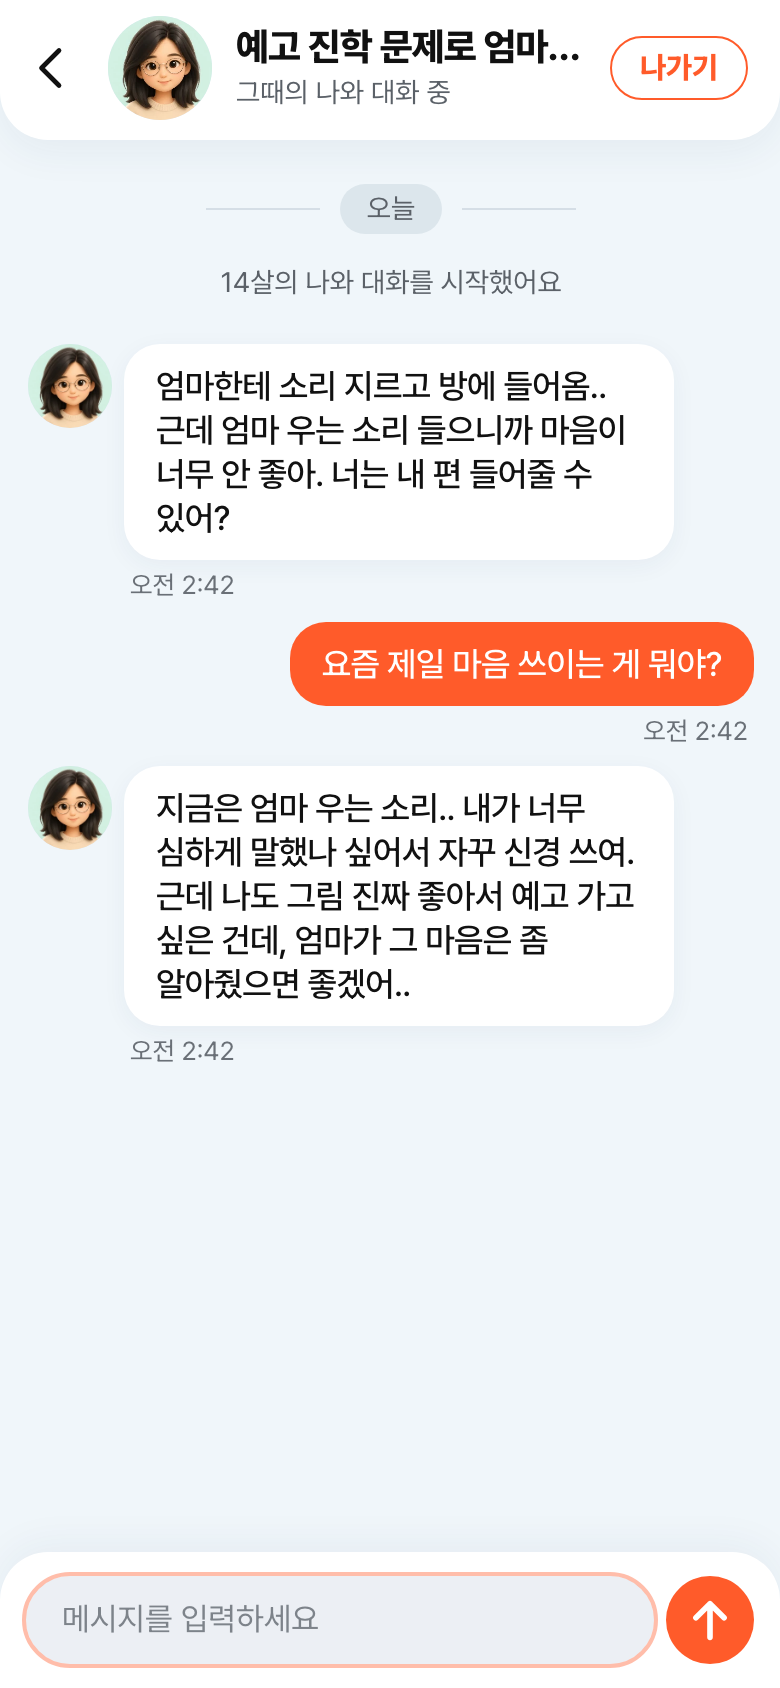 예고 진학 문제로 엄마...
그때의 나와 대화 중
나가기
오늘
14살의 나와 대화를 시작했어요
엄마한테 소리 지르고 방에 들어옴..
근데 엄마 우는 소리 들으니까 마음이
너무 안 좋아. 너는 내 편 들어줄 수
있어?
오전 2:42
요즘 제일 마음 쓰이는 게 뭐야?
오전 2:42
지금은 엄마 우는 소리.. 내가 너무
심하게 말했나 싶어서 자꾸 신경 쓰여.
근데 나도 그림 진짜 좋아서 예고 가고
싶은 건데, 엄마가 그 마음은 좀
알아줬으면 좋겠어..
오전 2:42
메시지를 입력하세요